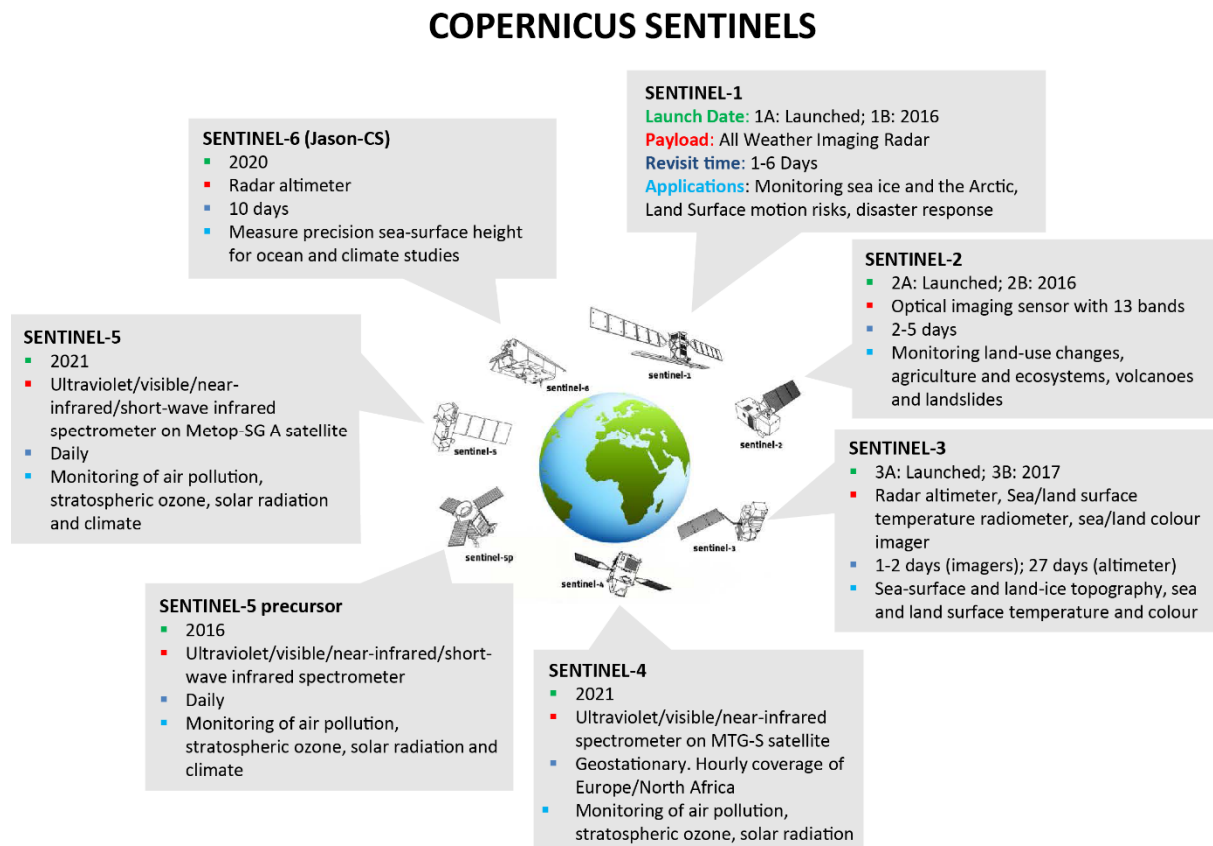 COPERNICUS SENTINELS
SENTINEL-1
Launch Date: 1A: Launched; 1B: 2016
Payload: All Weather Imaging Radar
Revisit time: 1-6 Days
Applications: Monitoring sea ice and the Arctic,
Land Surface motion risks, disaster response
SENTINEL-6 (Jason-CS)
2020
Radar altimeter
10 days
Measure precision sea-surface height
for ocean and climate studies
SENTINEL-2
2A: Launched; 2B: 2016
Optical imaging sensor with 13 bands
2-5 days
Monitoring land-use changes,
agriculture and ecosystems, volcanoes
and landslides
SENTINEL-5
2021
Ultraviolet/visible/near-
infrared/short-wave infrared
spectrometer on Metop-SG A satellite
Daily
Monitoring of air pollution,
stratospheric ozone, solar radiation
and climate
sentinel-1
sentinel-6
sentinel-2
sentinel-5
sentinel-3
sentinel-5p
sentinel-4
SENTINEL-3
3A: Launched; 3B: 2017
Radar altimeter, Sea/land surface
temperature radiometer, sea/land colour
imager
1-2 days (imagers); 27 days (altimeter)
Sea-surface and land-ice topography, sea
and land surface temperature and colour
SENTINEL-5 precursor
2016
Ultraviolet/visible/near-infrared/short-
wave infrared spectrometer
Daily
Monitoring of air pollution,
stratospheric ozone, solar radiation and
climate
SENTINEL-4
2021
Ultraviolet/visible/near-infrared
spectrometer on MTG-S satellite
Geostationary. Hourly coverage of
Europe/North Africa
Monitoring of air pollution,
stratospheric ozone, solar radiation